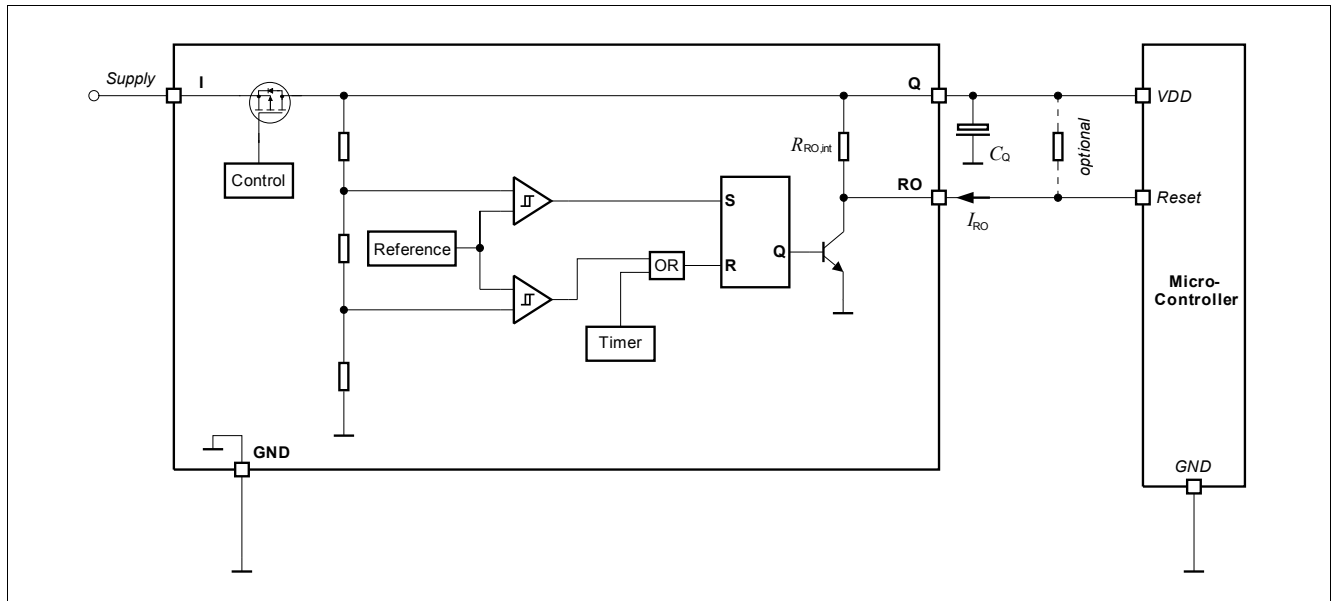 Supply
I
Q
VDD
R_RO,int
C_Q
optional
Control
RO
Reset
I_RO
S
Reference
Q
OR
R
Micro-
Controller
Timer
GND
GND